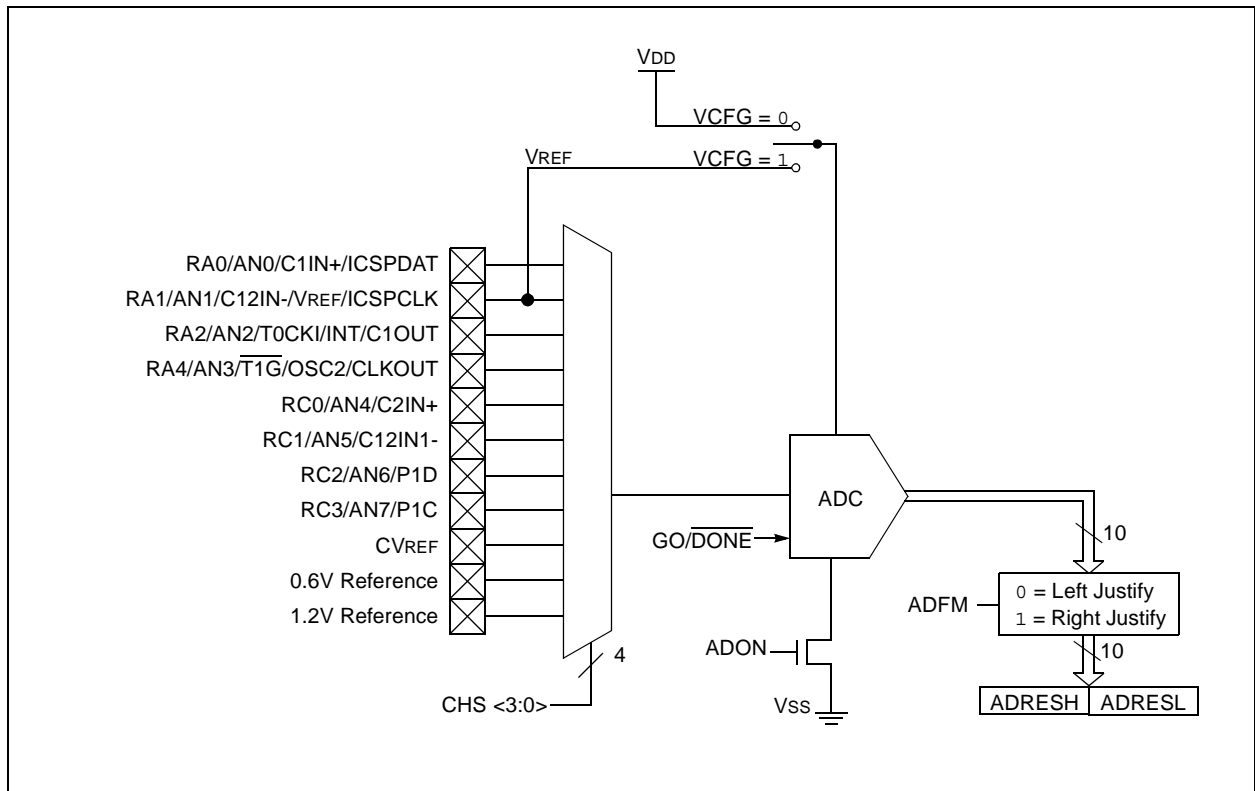 VDD
VCFG = 0
VREF
VCFG = 1
RA0/AN0/C1IN+/ICSPDAT
RA1/AN1/C12IN-/VREF/ICSPCLK
RA2/AN2/T0CKI/INT/C1OUT
RA4/AN3/T1G/OSC2/CLKOUT
RC0/AN4/C2IN+
RC1/AN5/C12IN1-
RC2/AN6/P1D
RC3/AN7/P1C
CVREF
0.6V Reference
1.2V Reference
CHS <3:0>
4
ADC
GO/DONE
ADON
VSS
10
ADFM
0 = Left Justify
1 = Right Justify
10
ADRESH ADRESL